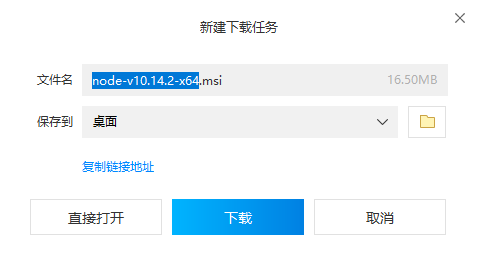 新建下载任务
文件名 node-v10.14.2-x64.msi 16.50MB
保存到 桌面
复制链接地址
直接打开 下载 取消